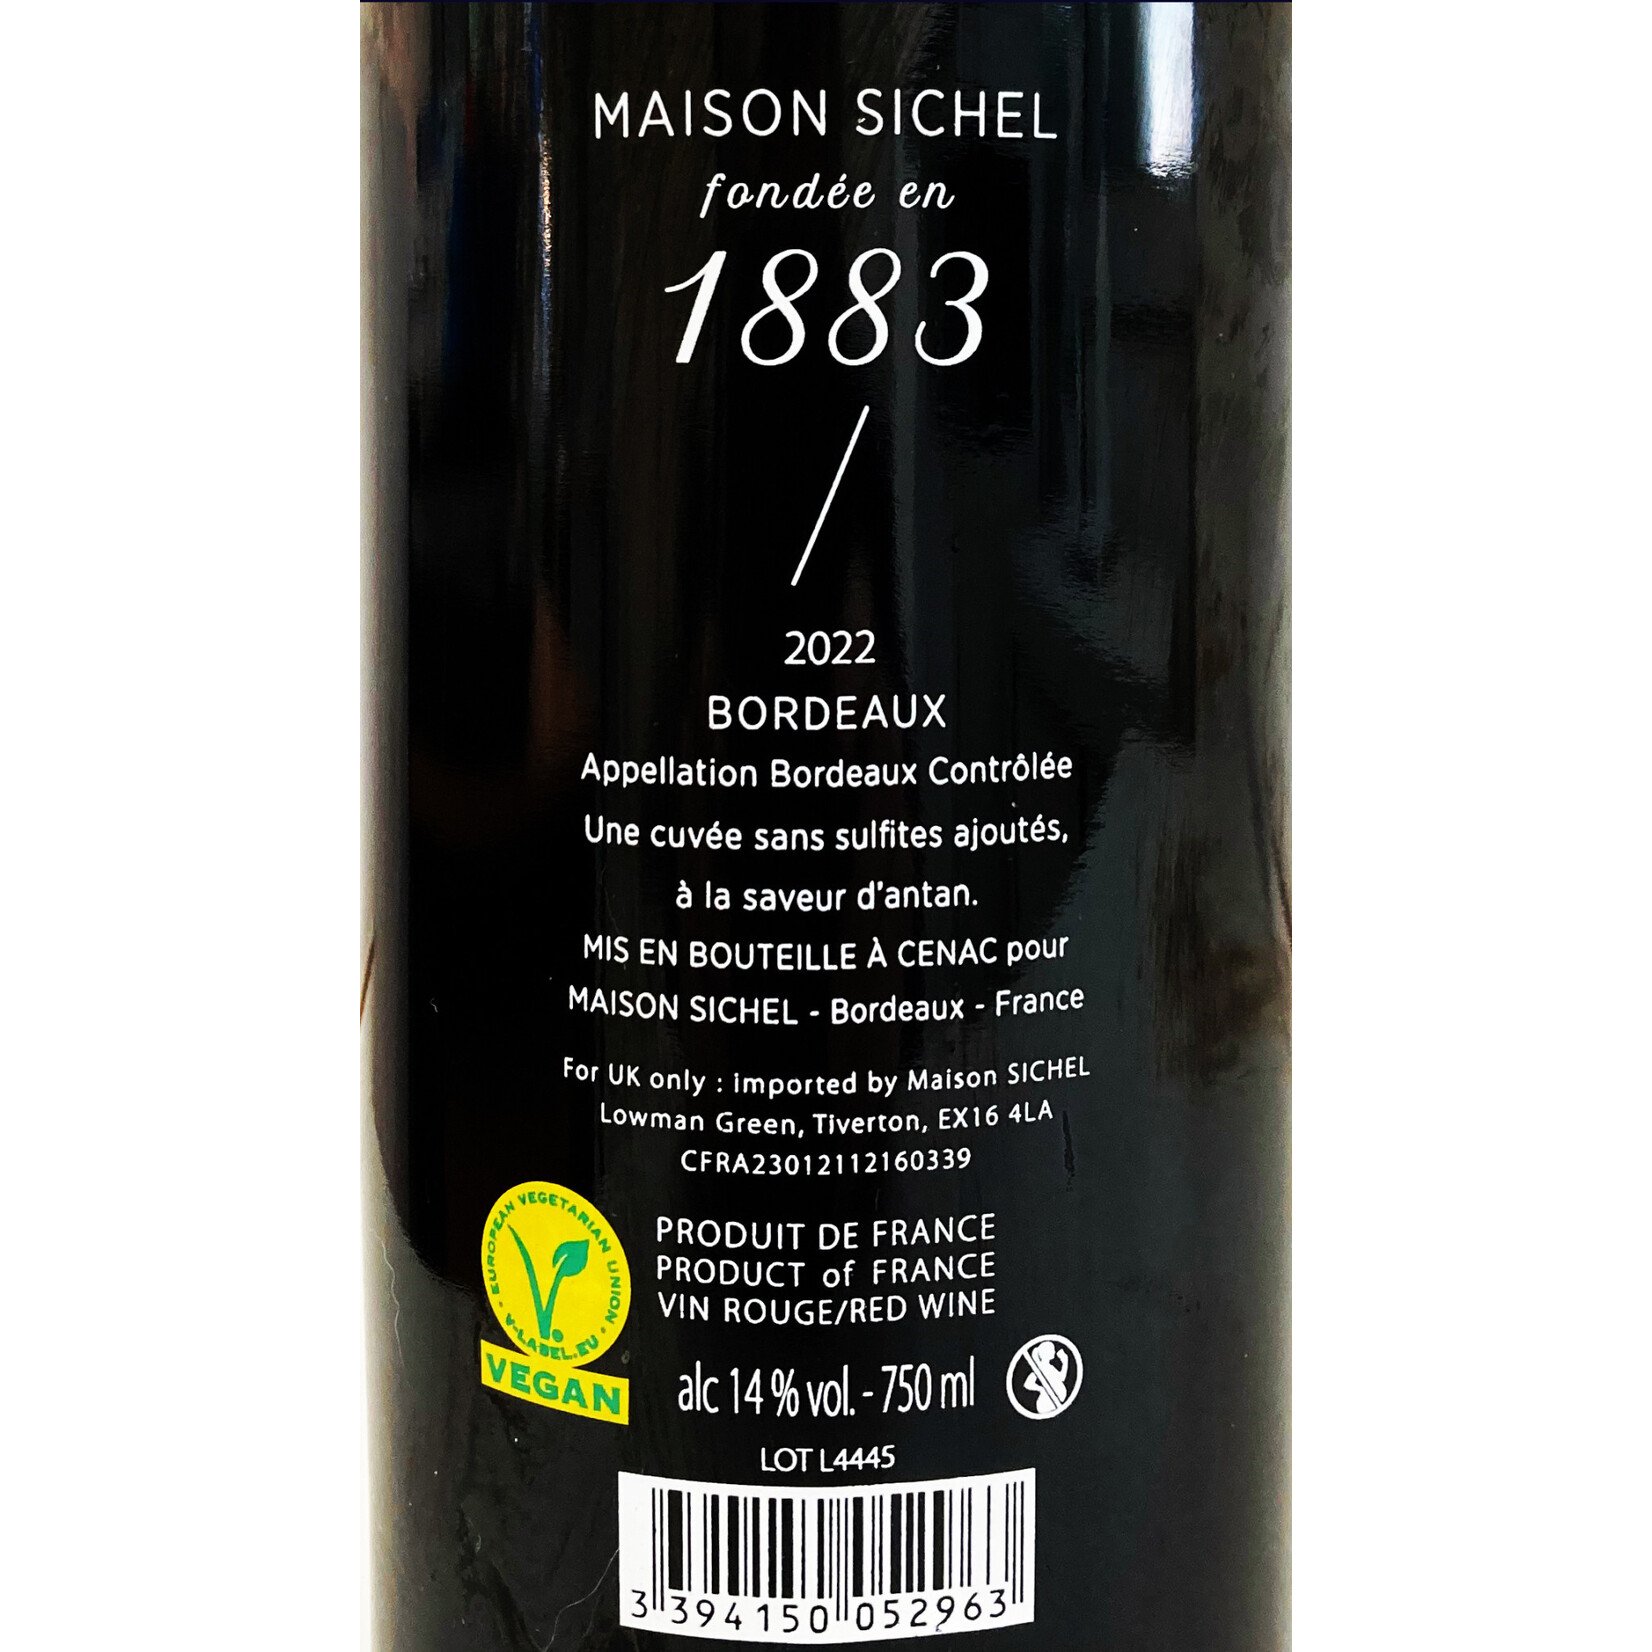 MAISON SICHEL
fondée en
1883
/
2022
BORDEAUX
Appellation Bordeaux Contrôlée
Une cuvée sans sulfites ajoutés,
à la saveur d'antan.
MIS EN BOUTEILLE À CENAC pour
MAISON SICHEL - Bordeaux - France
For UK only : imported by Maison SICHEL
Lowman Green, Tiverton, EX16 4LA
CFRA23012112160339
EUROPEAN VEGETARIAN UNION
V-LABEL.EU
VEGAN
PRODUIT DE FRANCE
PRODUCT of FRANCE
VIN ROUGE/RED WINE
alc 14 % vol. - 750 ml
LOT L4445
3 394150 052963